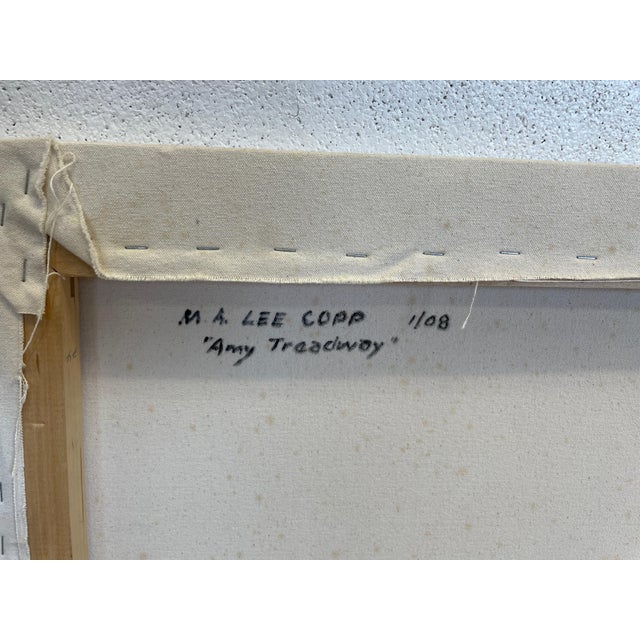 M. A. LEE COPP 1/08
"Amy Treadway"